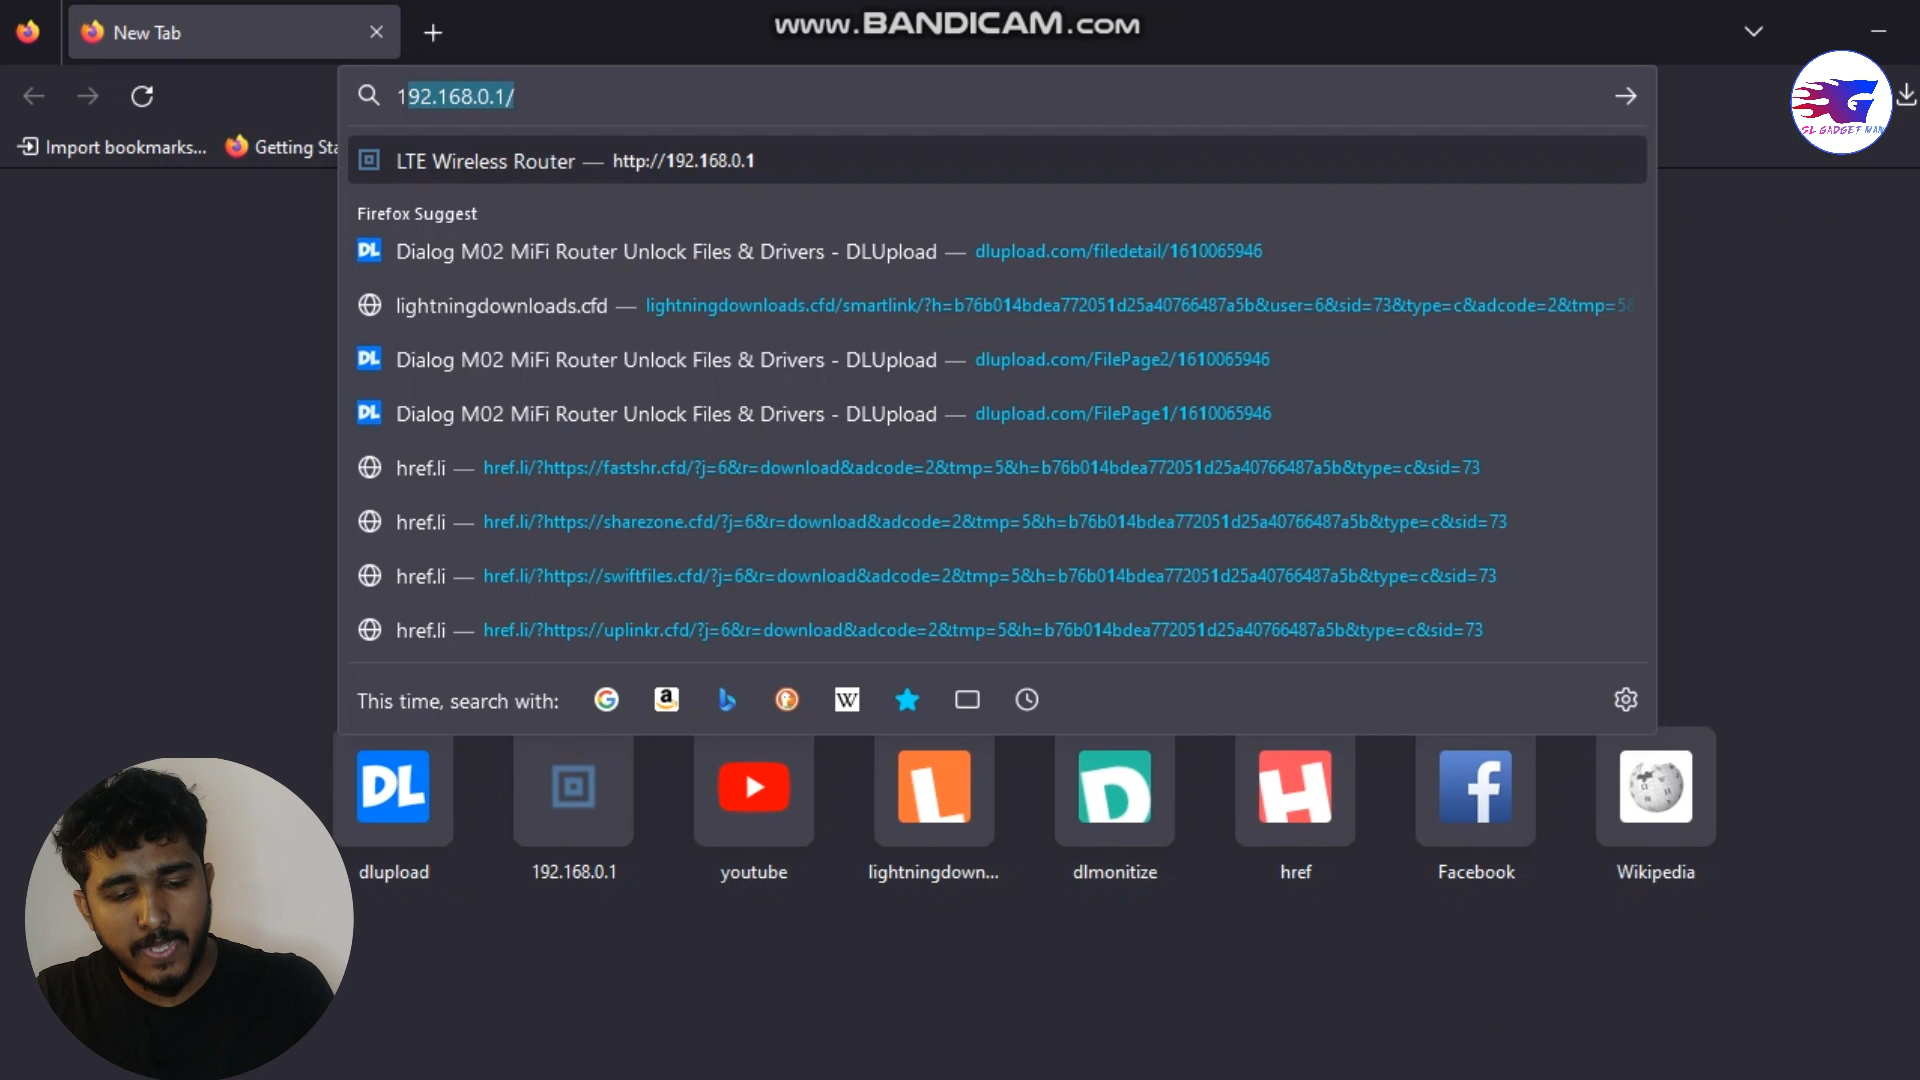 www.BANDICAM.com
New Tab
192.168.0.1/
Import bookmarks...
Getting Sta
SL GADGET MAN
LTE Wireless Router — http://192.168.0.1
Firefox Suggest
DL Dialog M02 MiFi Router Unlock Files & Drivers - DLUpload — dlupload.com/filedetail/1610065946
lightningdownloads.cfd — lightningdownloads.cfd/smartlink/?h=b76b014bdea772051d25a40766487a5b&user=6&sid=73&type=c&adcode=2&tmp=5&
DL Dialog M02 MiFi Router Unlock Files & Drivers - DLUpload — dlupload.com/FilePage2/1610065946
DL Dialog M02 MiFi Router Unlock Files & Drivers - DLUpload — dlupload.com/FilePage1/1610065946
href.li — href.li/?https://fastshr.cfd/?j=6&r=download&adcode=2&tmp=5&h=b76b014bdea772051d25a40766487a5b&type=c&sid=73
href.li — href.li/?https://sharezone.cfd/?j=6&r=download&adcode=2&tmp=5&h=b76b014bdea772051d25a40766487a5b&type=c&sid=73
href.li — href.li/?https://swiftfiles.cfd/?j=6&r=download&adcode=2&tmp=5&h=b76b014bdea772051d25a40766487a5b&type=c&sid=73
href.li — href.li/?https://uplinkr.cfd/?j=6&r=download&adcode=2&tmp=5&h=b76b014bdea772051d25a40766487a5b&type=c&sid=73
This time, search with:
G a b W
DL L D H f
dlupload 192.168.0.1 youtube lightningdown... dlmonitize href Facebook Wikipedia